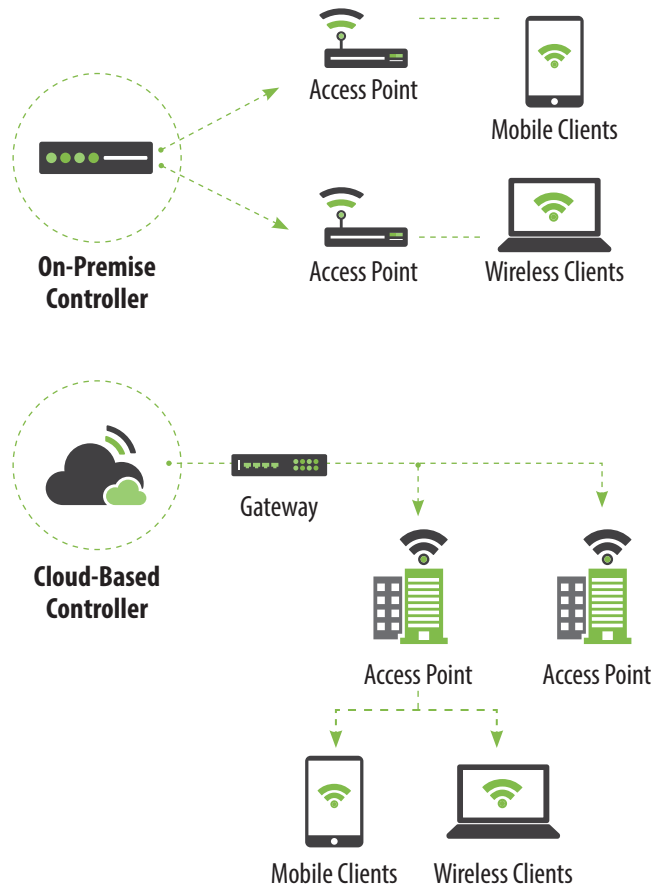 Access Point
Mobile Clients
On-Premise
Controller
Access Point
Wireless Clients
Gateway
Cloud-Based
Controller
Access Point
Access Point
Mobile Clients
Wireless Clients